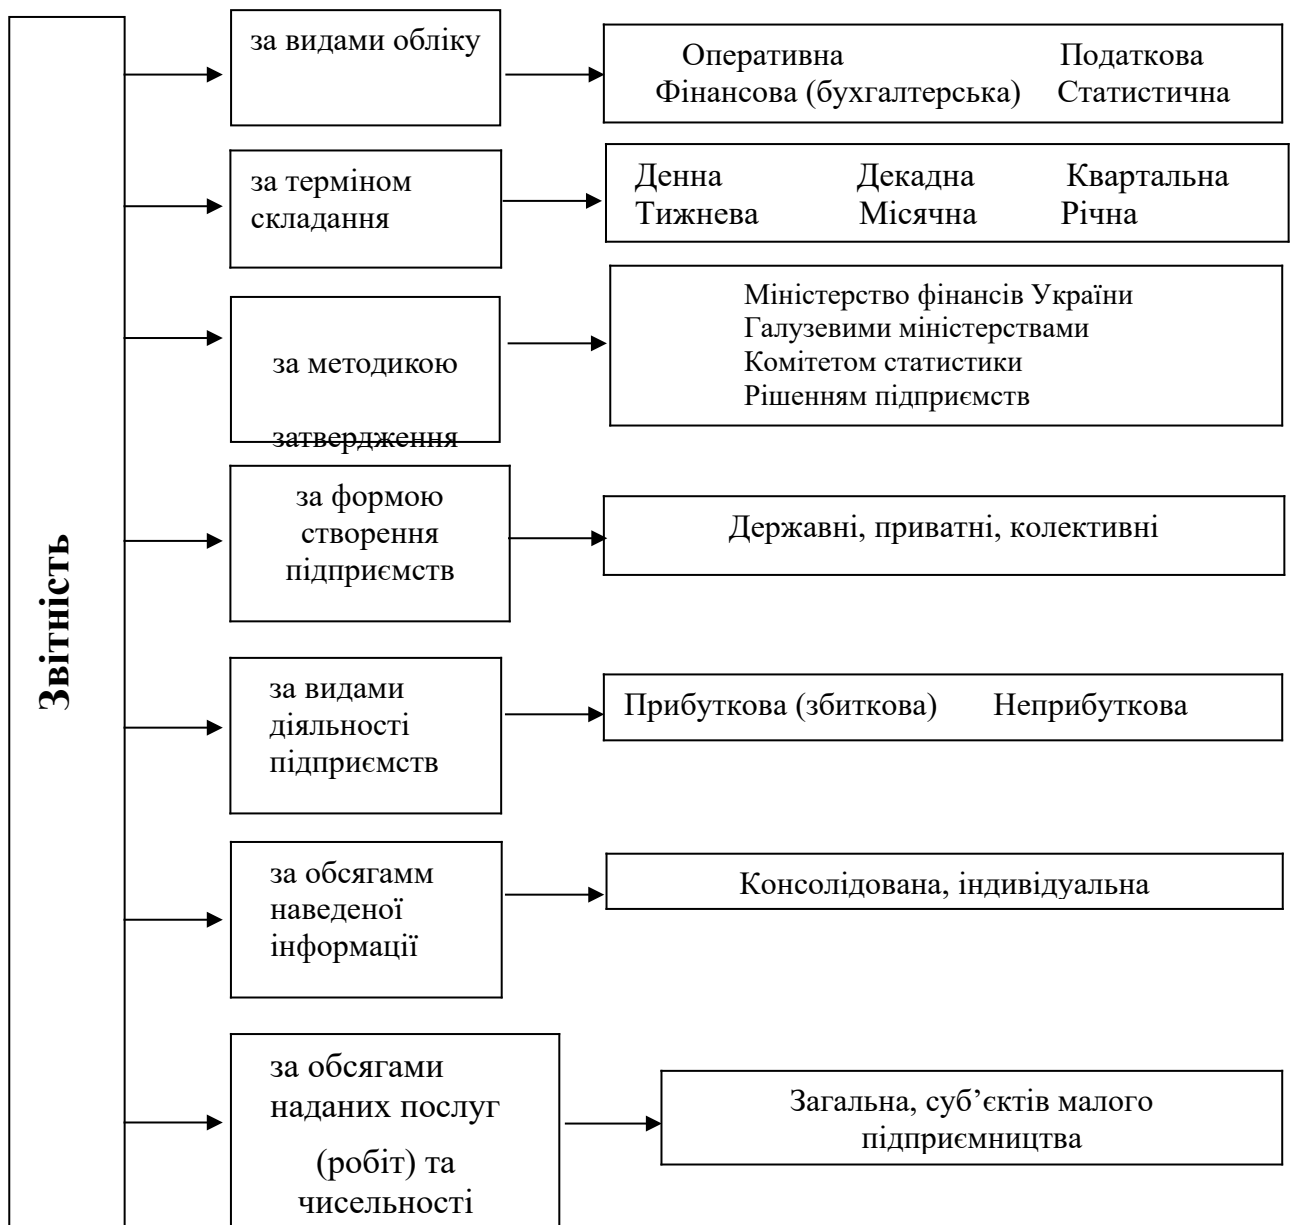 Звітність
за видами обліку
Оперативна Податкова
Фінансова (бухгалтерська) Статистична
за терміном
складання
Денна Декадна Квартальна
Тижнева Місячна Річна
за методикою
затвердження
Міністерство фінансів України
Галузевими міністерствами
Комітетом статистики
Рішенням підприємств
за формою
створення
підприємств
Державні, приватні, колективні
за видами
діяльності
підприємств
Прибуткова (збиткова) Неприбуткова
за обсягамм
наведеної
інформації
Консолідована, індивідуальна
за обсягами
наданих послуг
(робіт) та
чисельності
Загальна, суб’єктів малого
підприємництва